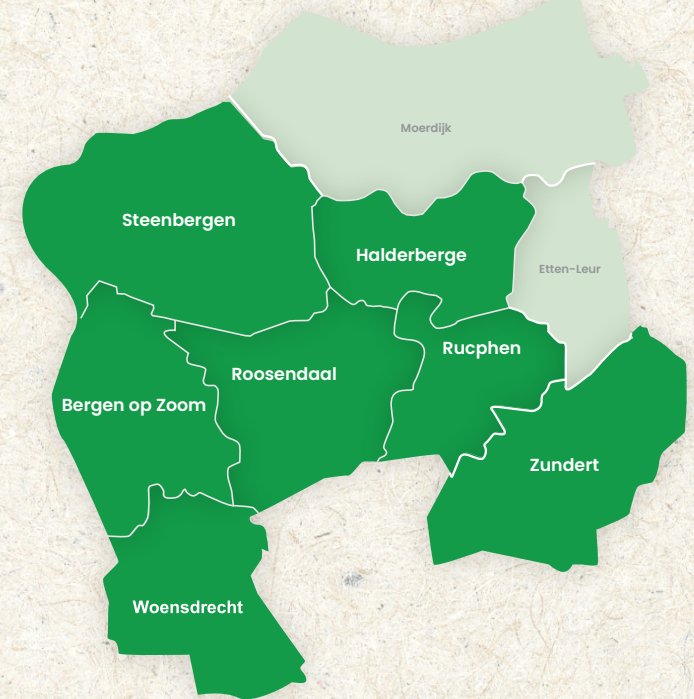 Moerdijk
Steenbergen
Halderberge
Etten-Leur
Rucphen
Roosendaal
Bergen op Zoom
Zundert
Woensdrecht